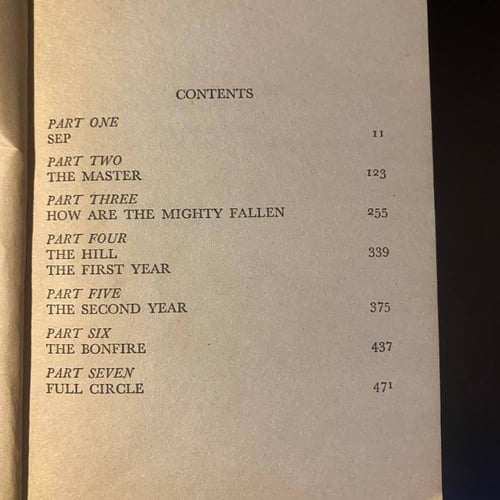 CONTENTS
PART ONE
SEP 11
PART TWO
THE MASTER 123
PART THREE
HOW ARE THE MIGHTY FALLEN 255
PART FOUR
THE HILL 339
THE FIRST YEAR
PART FIVE
THE SECOND YEAR 375
PART SIX
THE BONFIRE 437
PART SEVEN
FULL CIRCLE 471